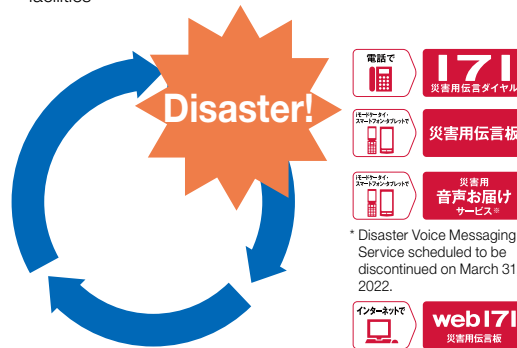 facilities
Disaster!
電話で
171
災害用伝言ダイヤル
iモードケータイ・
スマートフォン・タブレットで
災害用伝言板
iモードケータイ・
スマートフォン・タブレットで
災害用
音声お届け
サービス※
* Disaster Voice Messaging
Service scheduled to be
discontinued on March 31
2022.
インターネットで
web171
災害用伝言板